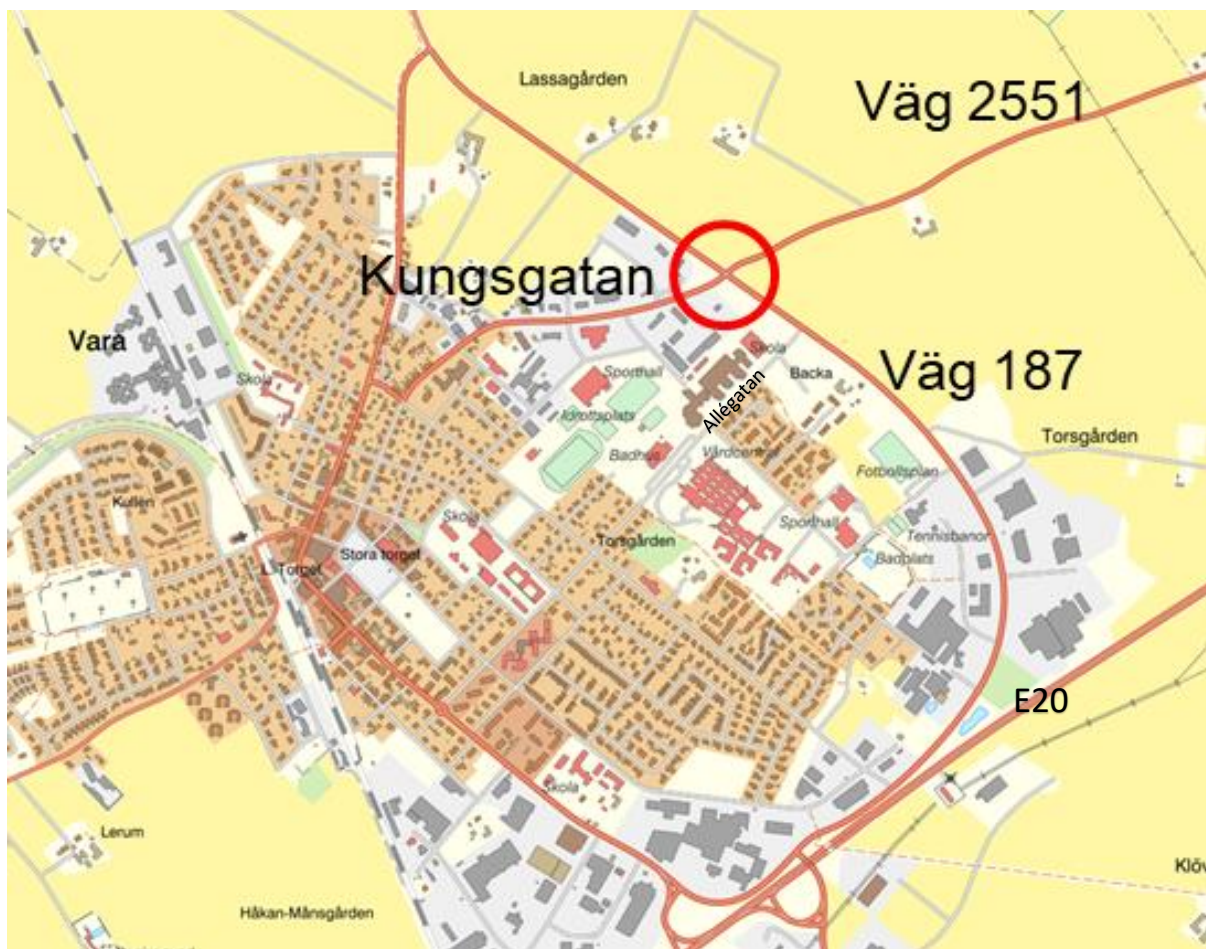 Lassagården
Väg 2551
Kungsgatan
Vara
Skola
Väg 187
Skola
Sporthall
Backa
Allégatan
Idrottsplats
Torsgården
Badhus
Vårdcentral
Fotbollsplan
Kullen
Skola
Sporthall
Tennisbanor
Torsgården
Stora torget
Badplats
L. Torget
E20
Skola
Lerum
Klöv
Håkan-Månsgården